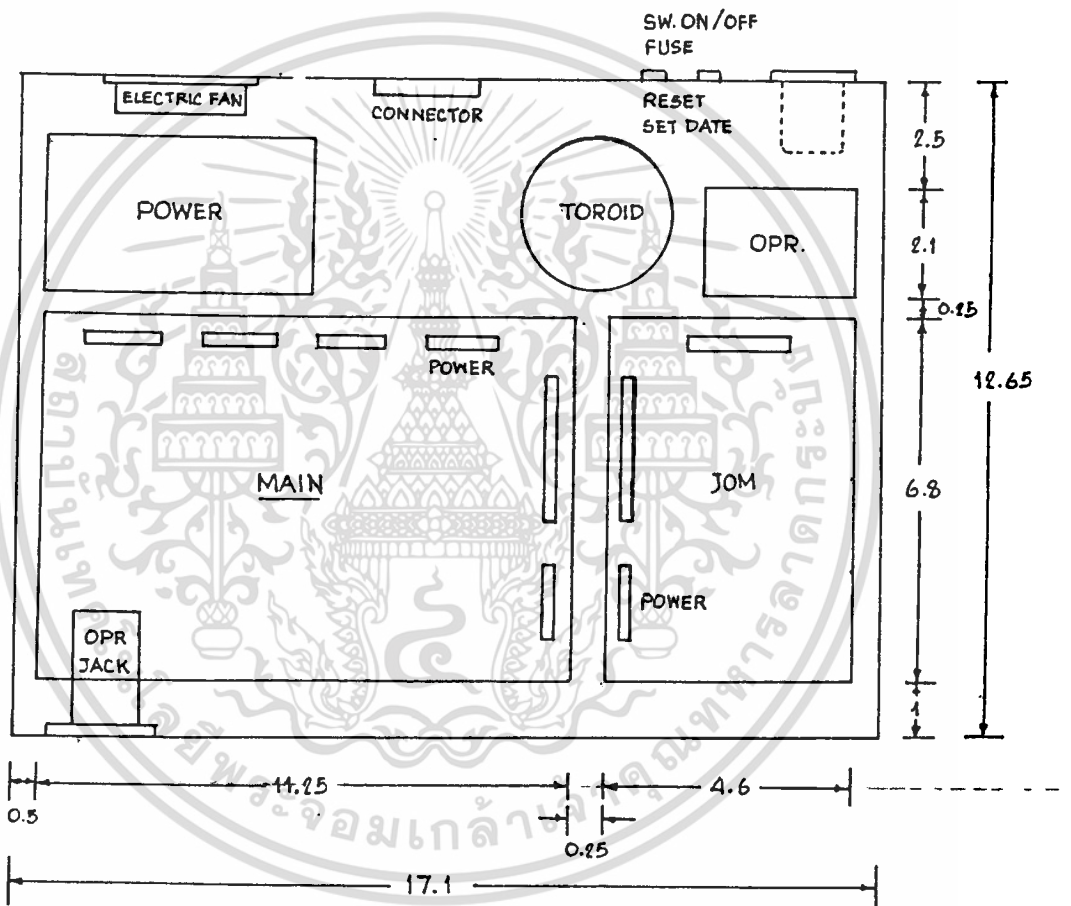 SW. ON/OFF
FUSE
ELECTRIC FAN
CONNECTOR
RESET
SET DATE
2.5
POWER
TOROID
OPR.
2.1
0.25
POWER
12.65
MAIN
JOM
6.8
POWER
OPR
JACK
1
11.25
4.6
0.5
0.25
17.1